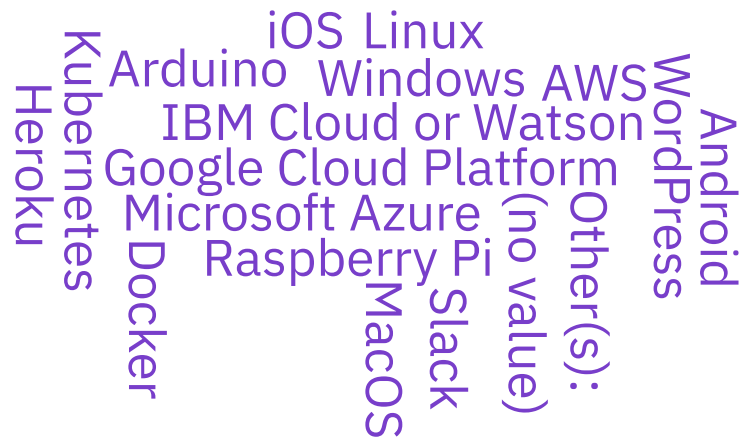 iOS
Linux
Arduino
Windows
AWS
IBM Cloud or Watson
Google Cloud Platform
Microsoft Azure
Raspberry Pi
Heroku
Kubernetes
Docker
MacOS
Slack
(no value)
Other(s):
WordPress
Android